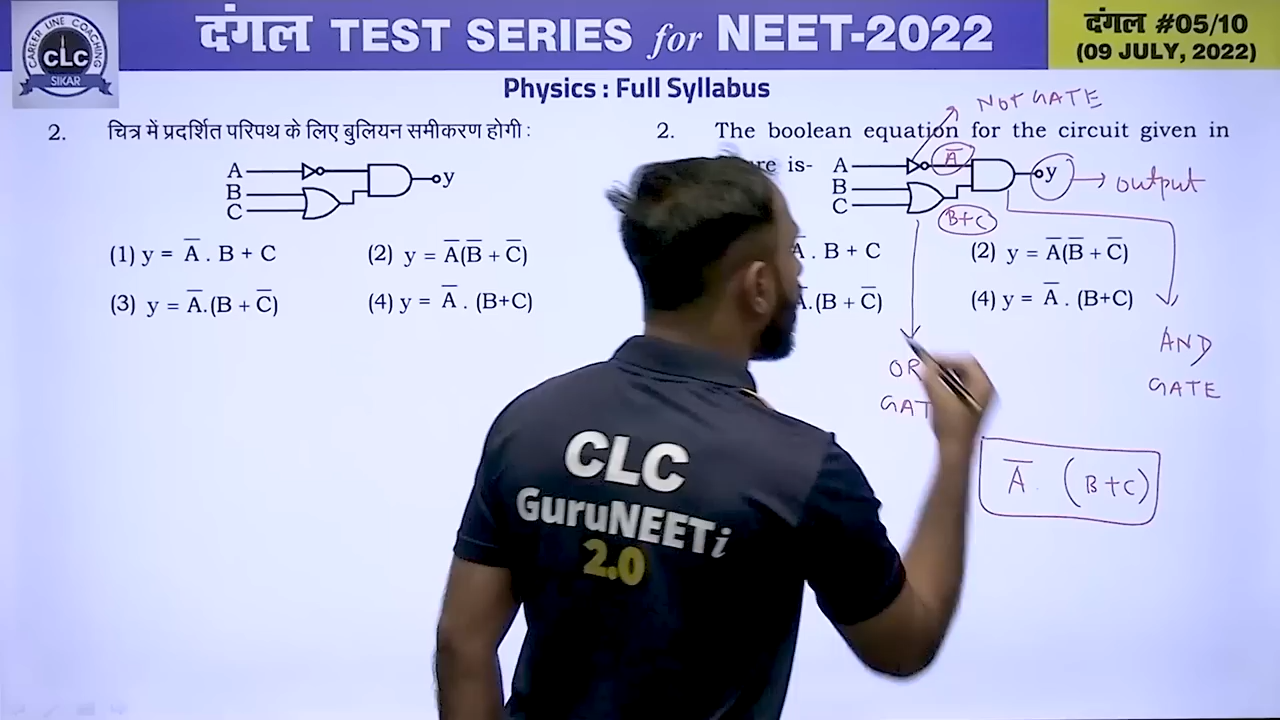 CAREER LINE COACHING
CLC
SIKAR
दंगल TEST SERIES for NEET-2022
दंगल #05/10
(09 JULY, 2022)
Physics : Full Syllabus
2. चित्र में प्रदर्शित परिपथ के लिए बुलियन समीकरण होगी :
A
B
C
y
(1) y = A̅ . B + C
(2) y = A̅(B̅ + C̅)
(3) y = A̅.(B + C̅)
(4) y = A̅ . (B+C)
NOT GATE
2. The boolean equation for the circuit given in
is-
A
B
C
A̅
B+C
y
output
A̅ . B + C
(2) y = A̅(B̅ + C̅)
A̅.(B + C̅)
(4) y = A̅ . (B+C)
OR
AND
GATE
A̅ . (B+C)
CLC
GuruNEETi
2.0